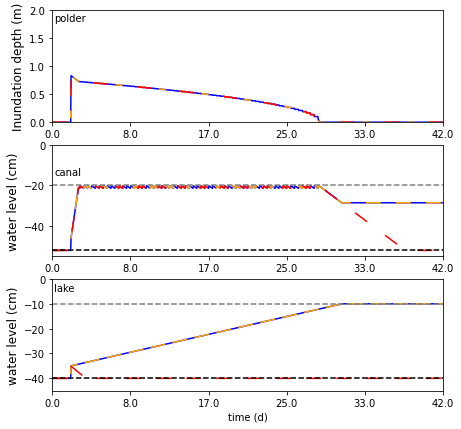 polder
Inundation depth (m)
2.0
1.5
1.0
0.5
0.0
0.0 8.0 17.0 25.0 33.0 42.0
canal
water level (cm)
0
−20
−40
0.0 8.0 17.0 25.0 33.0 42.0
lake
water level (cm)
0
−10
−20
−30
−40
0.0 8.0 17.0 25.0 33.0 42.0
time (d)